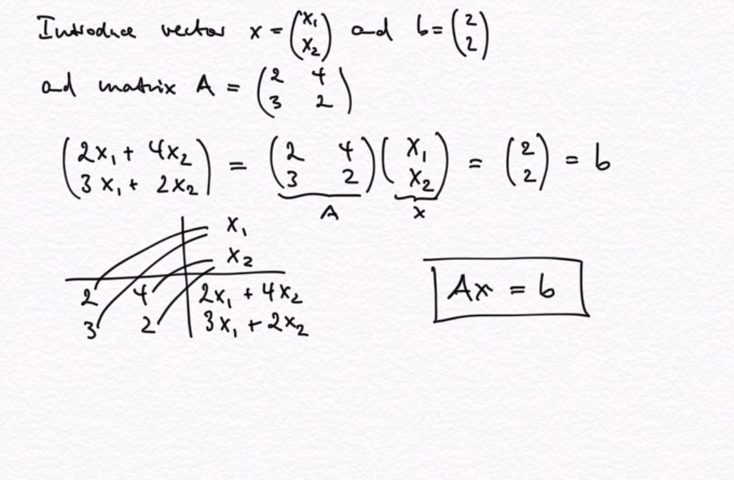 Introduce vector x = (x₁ x₂) and b = (2 2)
and matrix A = (2 4 3 2)
(2x₁ + 4x₂ 3x₁ + 2x₂) = (2 4 3 2)(x₁ x₂) = (2 2) = b
A x
x₁
x₂
2 4 2x₁ + 4x₂
3 2 3x₁ + 2x₂
Ax = b